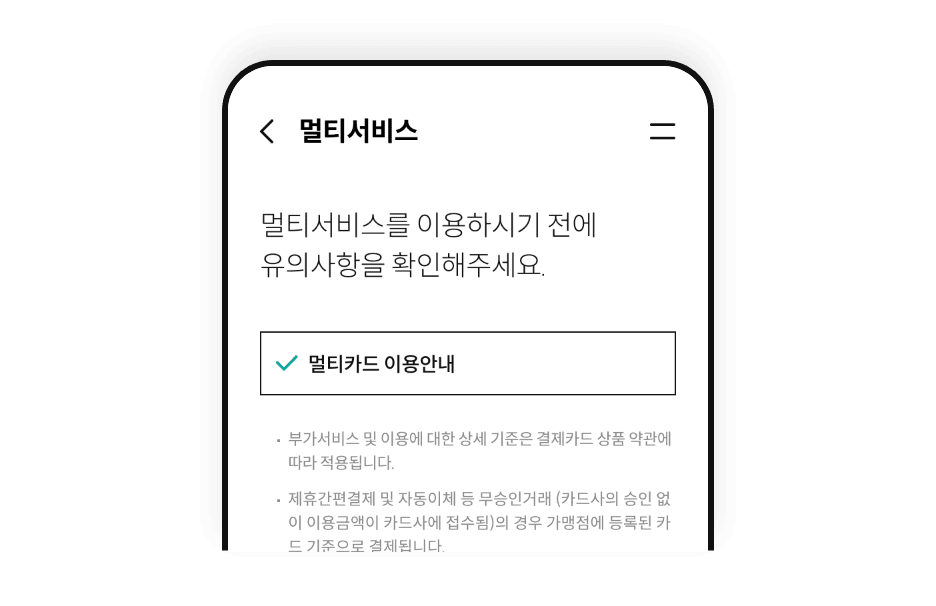 멀티서비스
멀티서비스를 이용하시기 전에
유의사항을 확인해주세요.
멀티카드 이용안내
· 부가서비스 및 이용에 대한 상세 기준은 결제카드 상품 약관에
따라 적용됩니다.
· 제휴간편결제 및 자동이체 등 무승인거래 (카드사의 승인 없
이 이용금액이 카드사에 접수됨)의 경우 가맹점에 등록된 카
드 기준으로 결제됩니다.